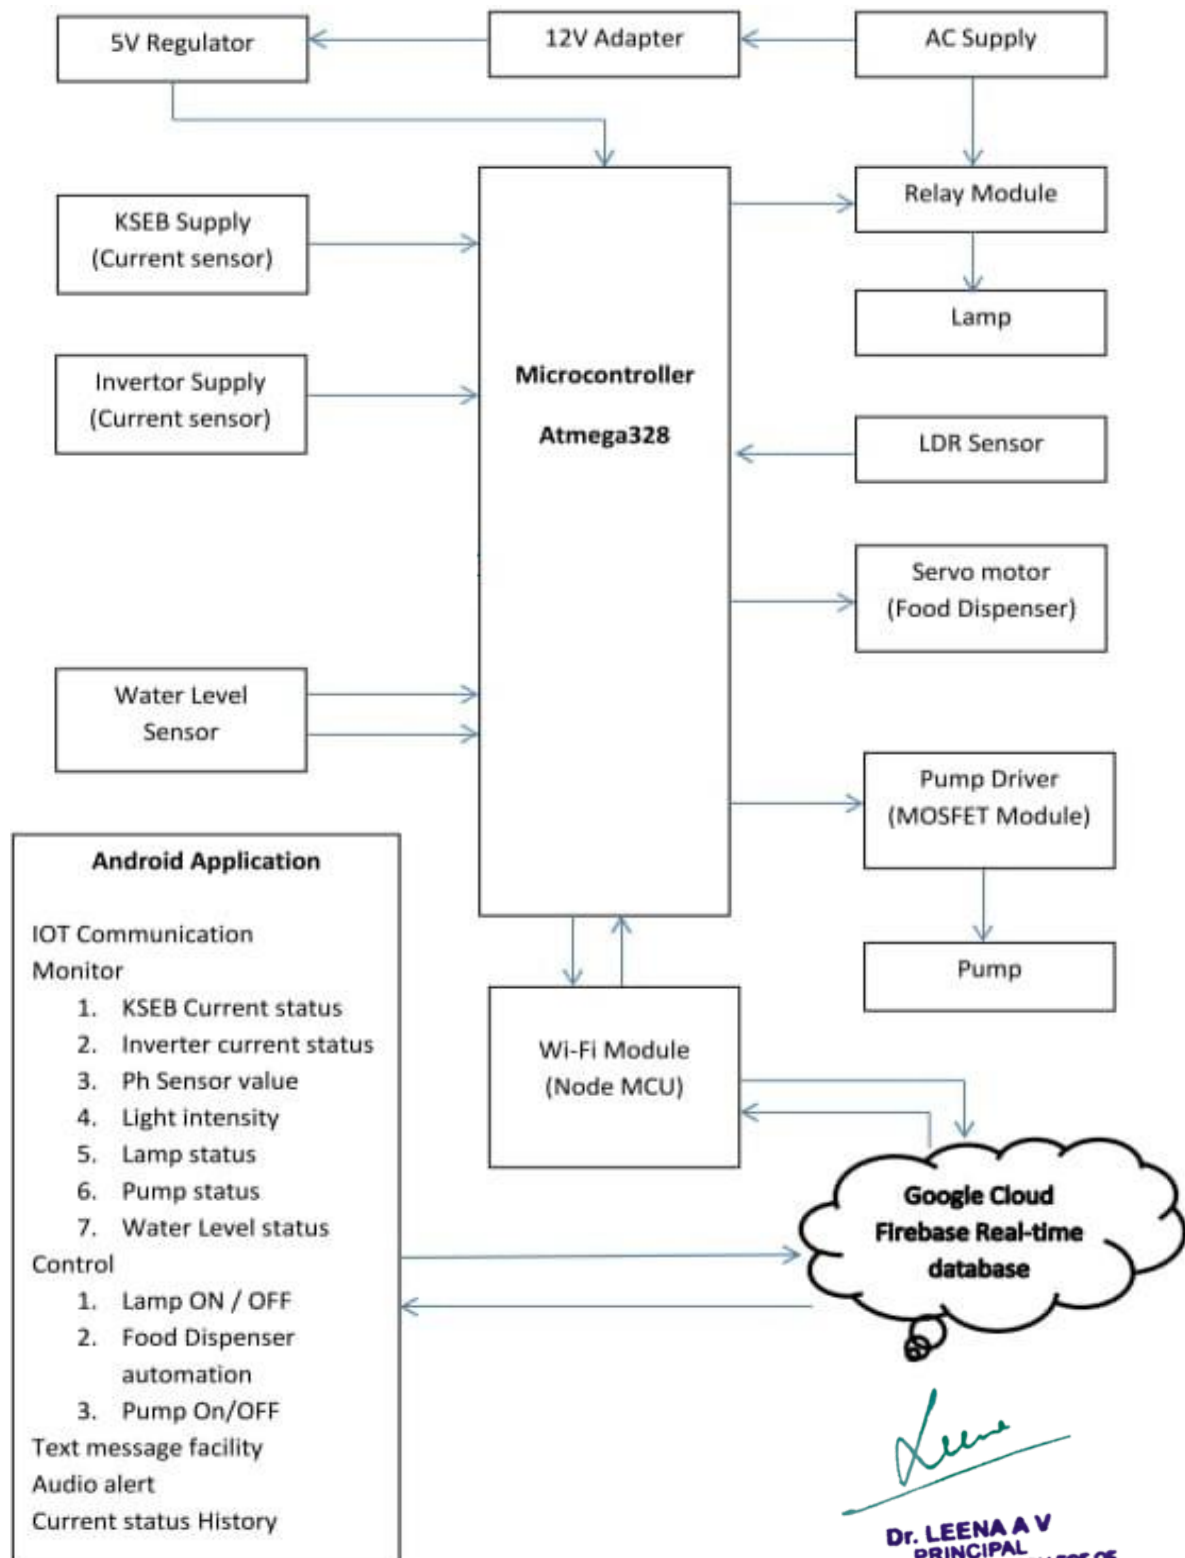 5V Regulator
12V Adapter
AC Supply
KSEB Supply
(Current sensor)
Relay Module
Lamp
Invertor Supply
(Current sensor)
Microcontroller
Atmega328
LDR Sensor
Servo motor
(Food Dispenser)
Water Level
Sensor
Pump Driver
(MOSFET Module)
Pump
Android Application
IOT Communication
Monitor
1. KSEB Current status
2. Inverter current status
3. Ph Sensor value
4. Light intensity
5. Lamp status
6. Pump status
7. Water Level status
Control
1. Lamp ON / OFF
2. Food Dispenser
automation
3. Pump On/OFF
Text message facility
Audio alert
Current status History
Wi-Fi Module
(Node MCU)
Google Cloud
Firebase Real-time
database
Leena
Dr. LEENA A V
PRINCIPAL